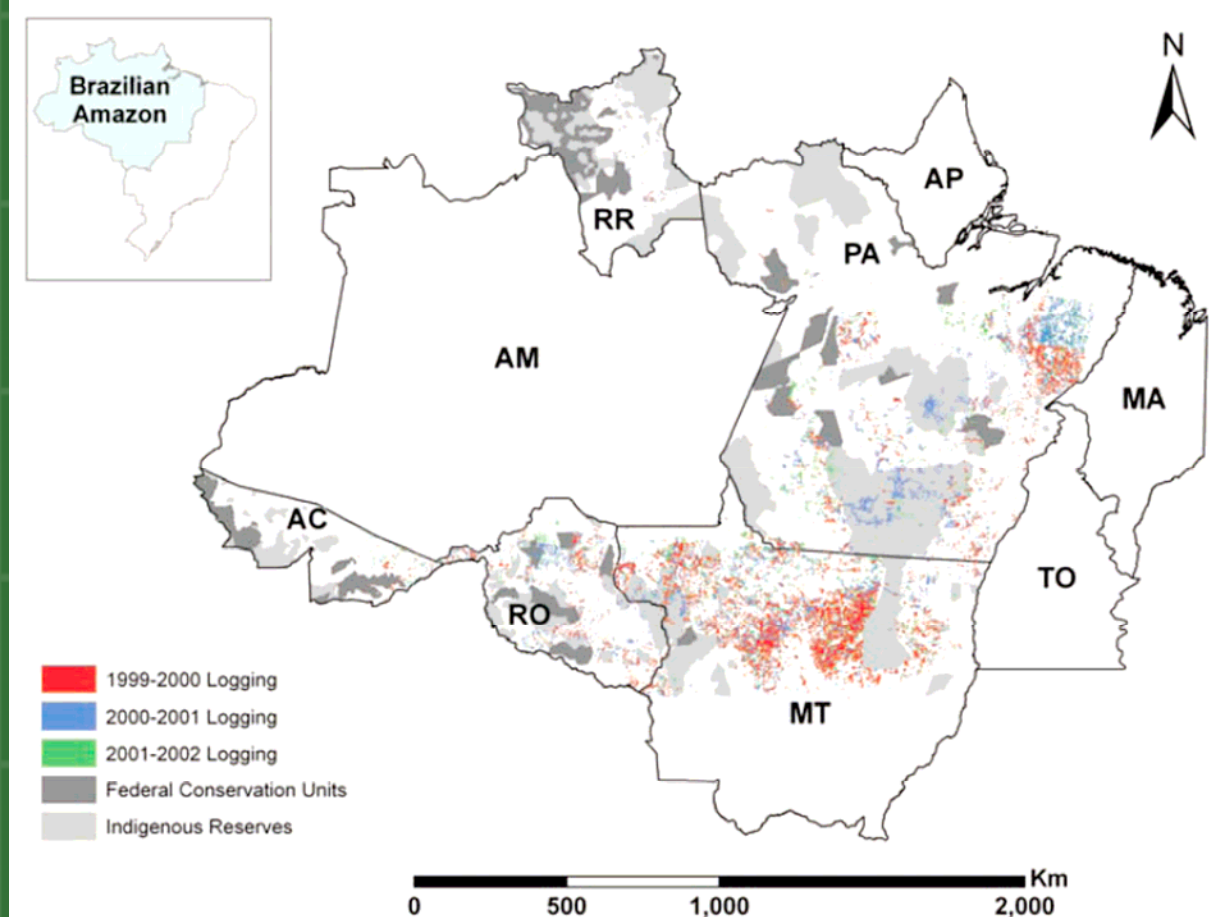 Brazilian
Amazon
N
AP
RR
PA
AM
MA
AC
TO
RO
MT
1999-2000 Logging
2000-2001 Logging
2001-2002 Logging
Federal Conservation Units
Indigenous Reserves
Km
0 500 1,000 2,000